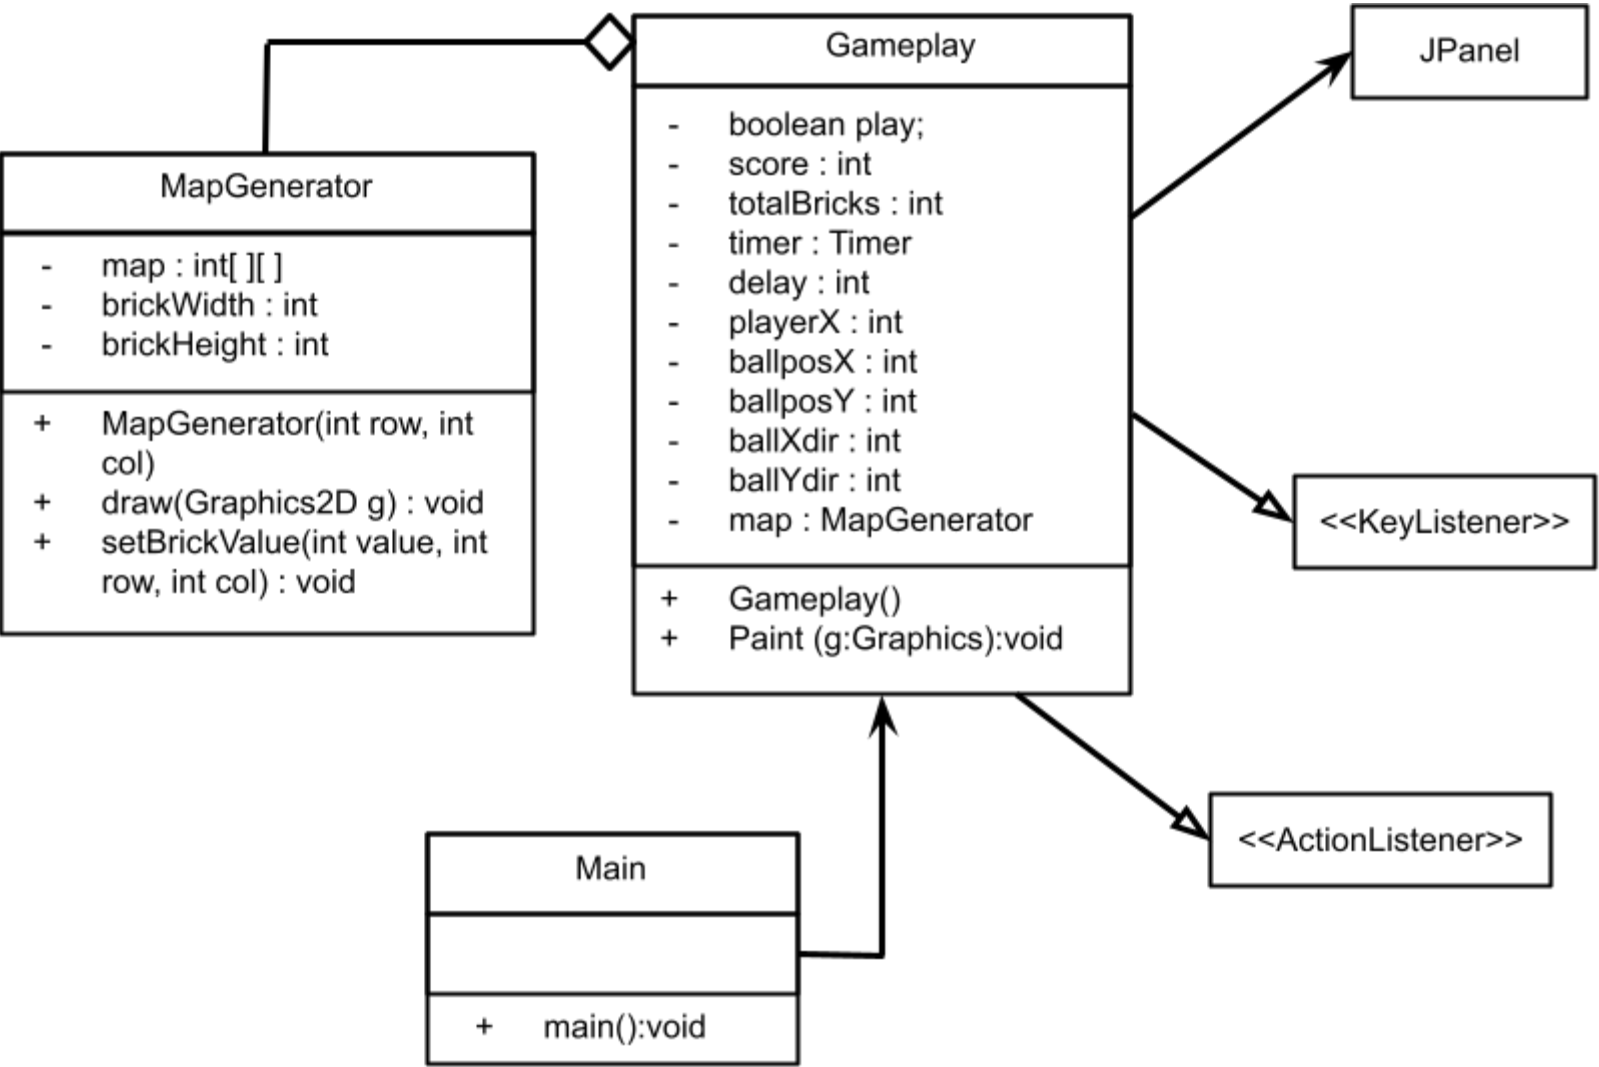 Gameplay
- boolean play;
- score : int
- totalBricks : int
- timer : Timer
- delay : int
- playerX : int
- ballposX : int
- ballposY : int
- ballXdir : int
- ballYdir : int
- map : MapGenerator
+ Gameplay()
+ Paint (g:Graphics):void
JPanel
MapGenerator
- map : int[ ][ ]
- brickWidth : int
- brickHeight : int
+ MapGenerator(int row, int
col)
+ draw(Graphics2D g) : void
+ setBrickValue(int value, int
row, int col) : void
<<KeyListener>>
<<ActionListener>>
Main
+ main():void